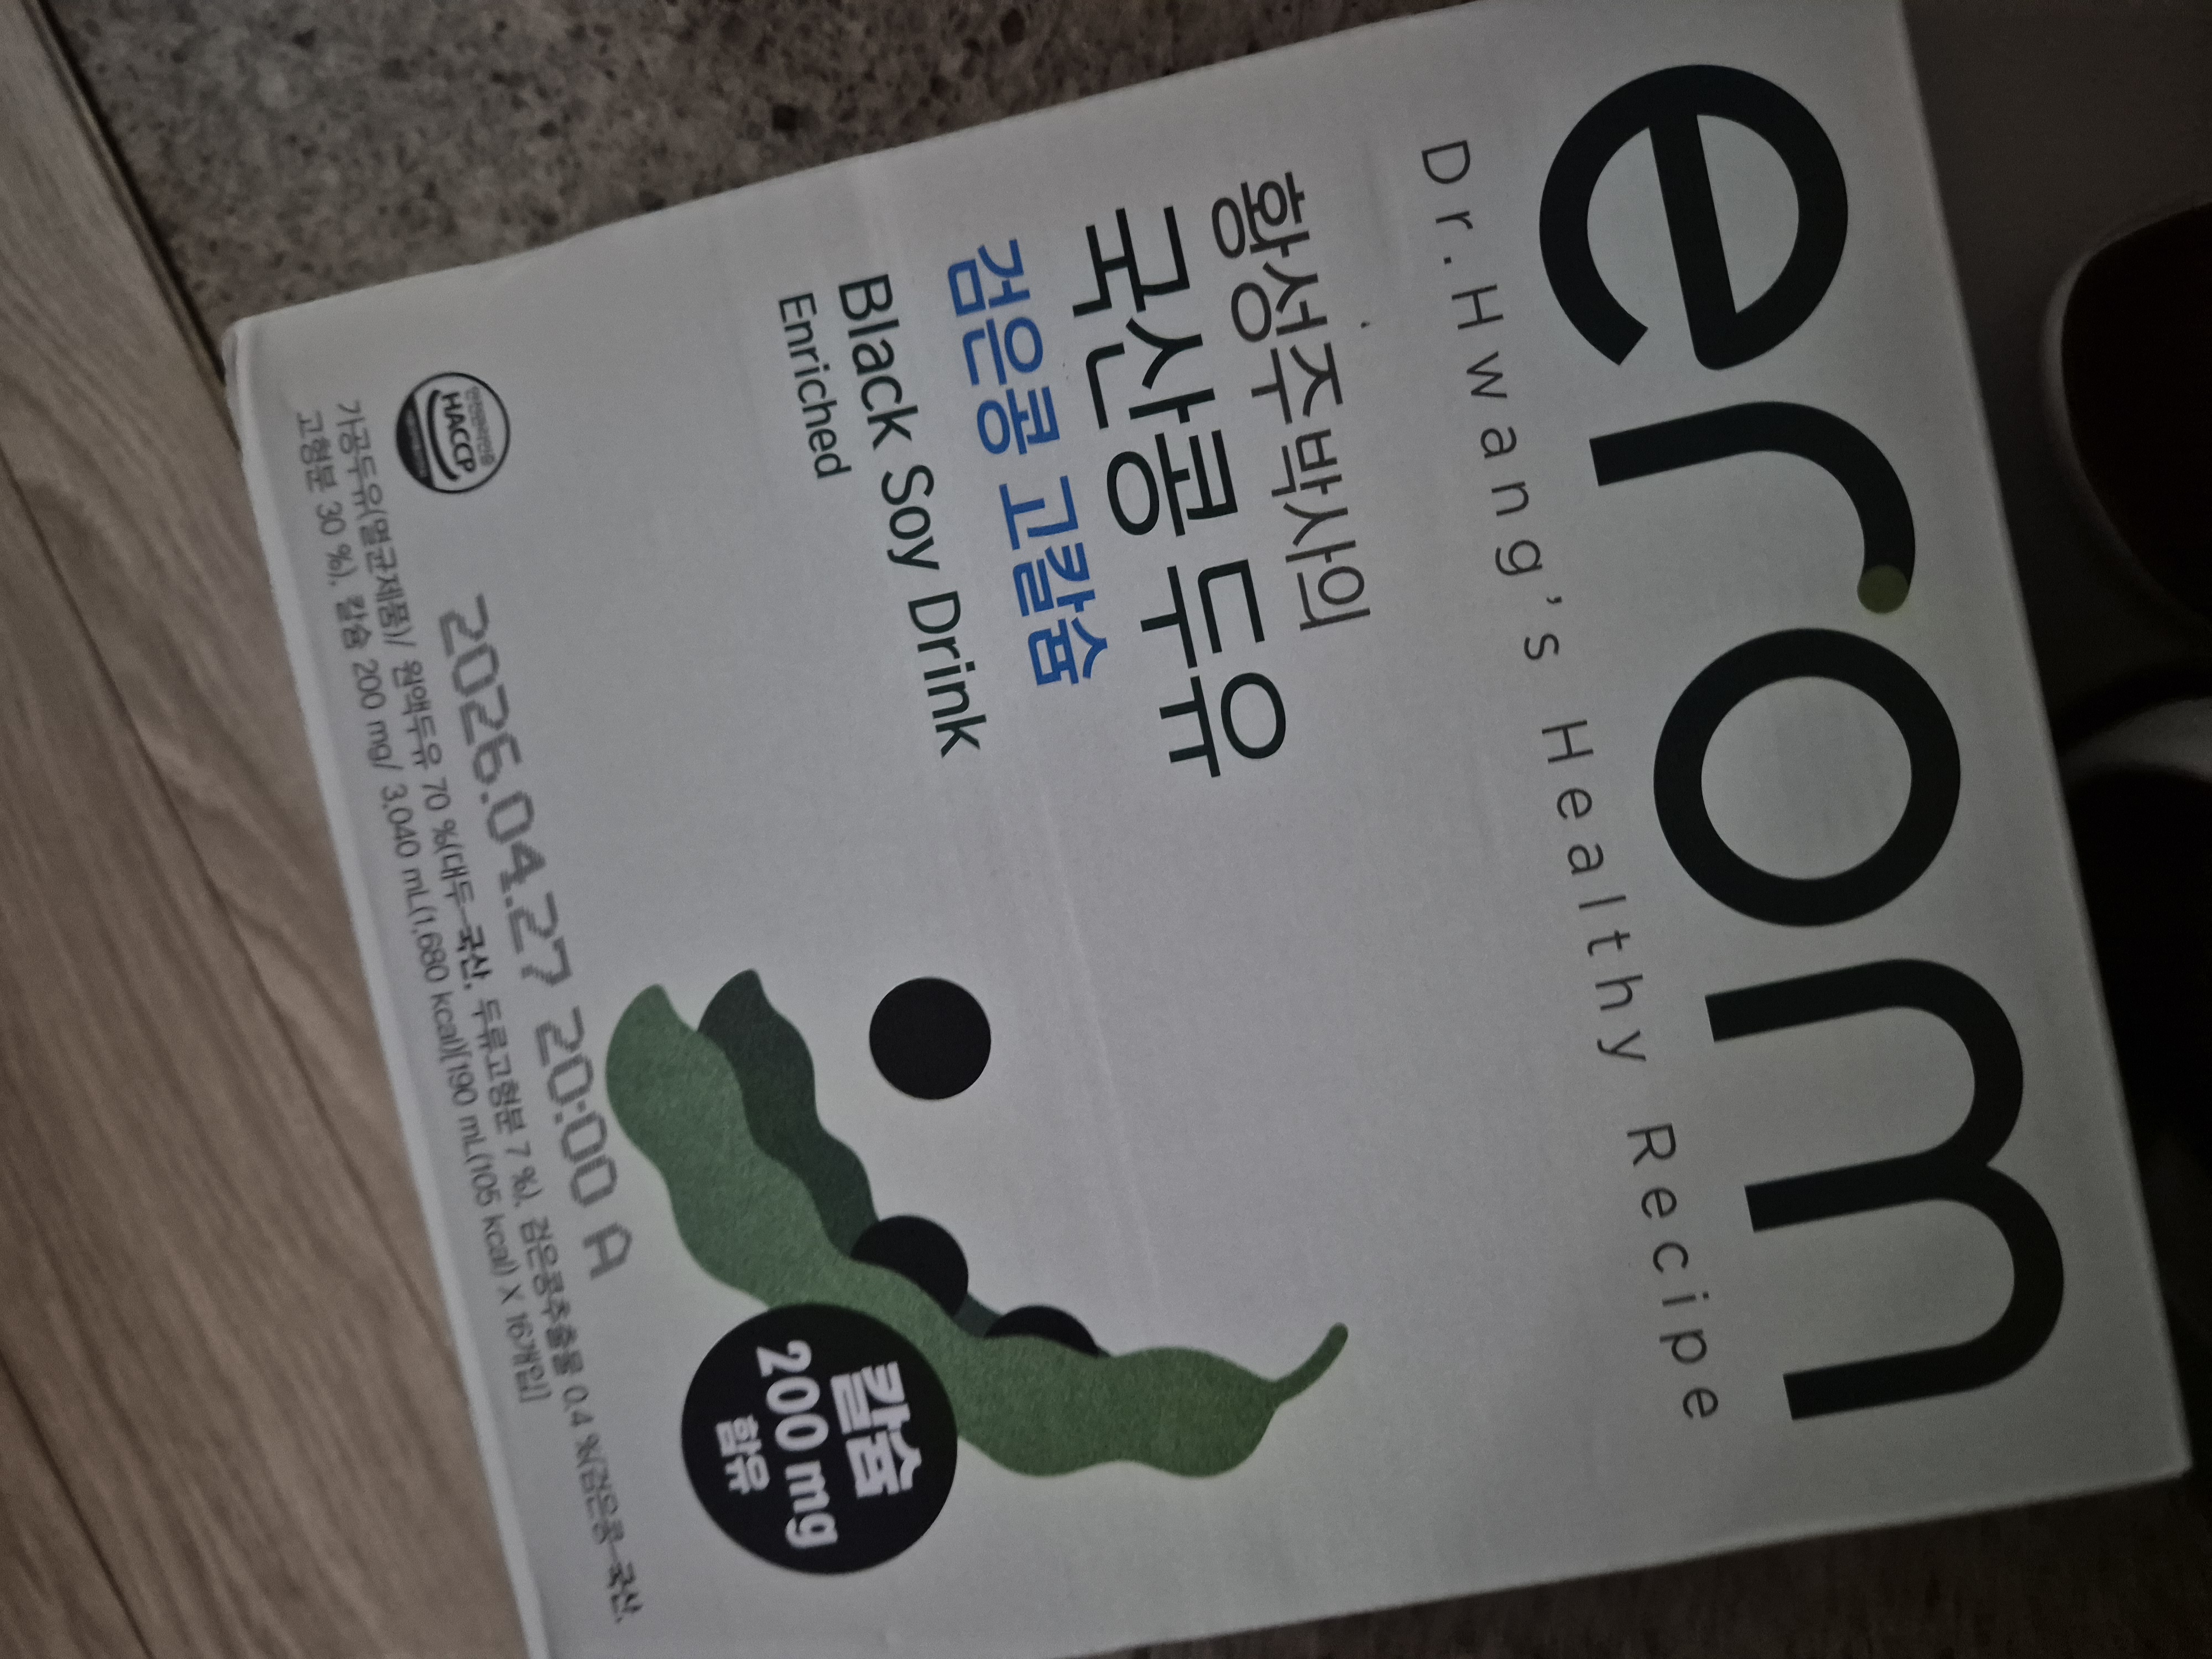 erom
Dr.Hwang's Healthy Recipe
황성주박사의
국산콩 두유
검은콩 고칼슘
Black Soy Drink
Enriched
칼슘
200 mg
함유
2026.04.27 20:00 A
HACCP
가공두유(멸균제품)/ 원액두유 70 %(대두-국산, 두류고형분 7 %), 검은콩추출물 0.4 %(검은콩-국산,
고형분 30 %), 칼슘 200 mg/ 3,040 mL(1,680 kcal)[190 mL(105 kcal) X 16개입]